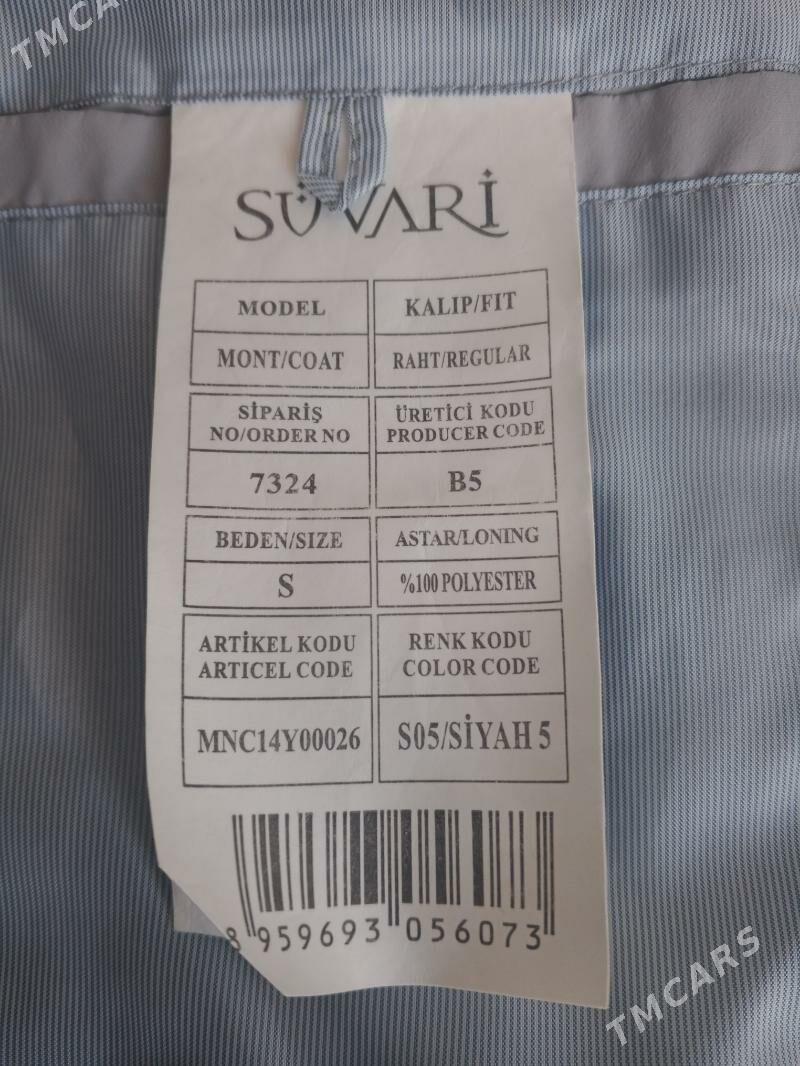 TMCARS
SÜVARİ
MODEL
KALIP/FIT
MONT/COAT
RAHT/REGULAR
SİPARİŞ
NO/ORDER NO
ÜRETİCİ KODU
PRODUCER CODE
7324
B5
BEDEN/SIZE
ASTAR/LONING
S
%100 POLYESTER
ARTİKEL KODU
ARTICEL CODE
RENK KODU
COLOR CODE
MNC14Y00026
S05/SİYAH 5
8 959693 056073
TMCARS